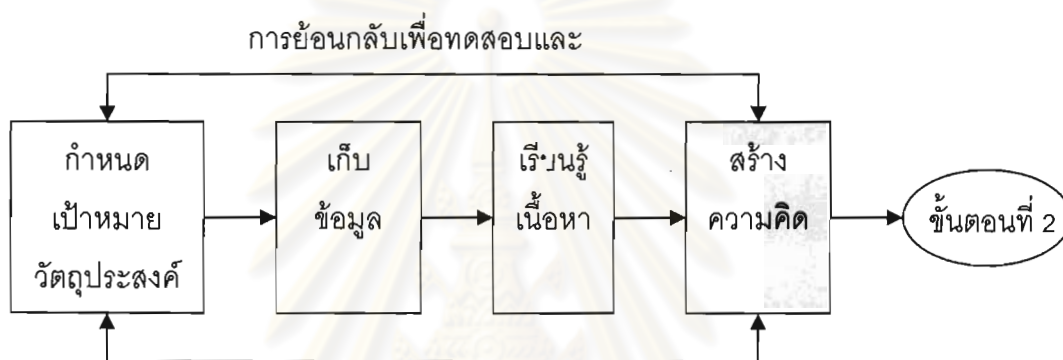 การย้อนกลับเพื่อทดสอบและ
กำหนด
เป้าหมาย
วัตถุประสงค์
เก็บ
ข้อมูล
เรียนรู้
เนื้อหา
สร้าง
ความคิด
ขั้นตอนที่ 2